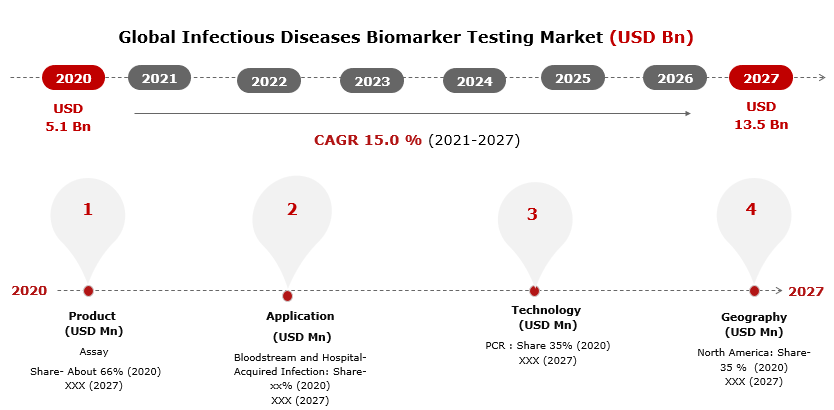 Global Infectious Diseases Biomarker Testing Market (USD Bn)
2020
2021
2022
2023
2024
2025
2026
2027
USD
5.1 Bn
USD
13.5 Bn
CAGR 15.0 % (2021-2027)
1
2
3
4
2020
2027
Product
(USD Mn)
Assay
Share- About 66% (2020)
XXX (2027)
Application
(USD Mn)
Bloodstream and Hospital-
Acquired Infection: Share-
xx% (2020)
XXX (2027)
Technology
(USD Mn)
PCR : Share 35% (2020)
XXX (2027)
Geography
(USD Mn)
North America: Share-
35 % (2020)
XXX (2027)